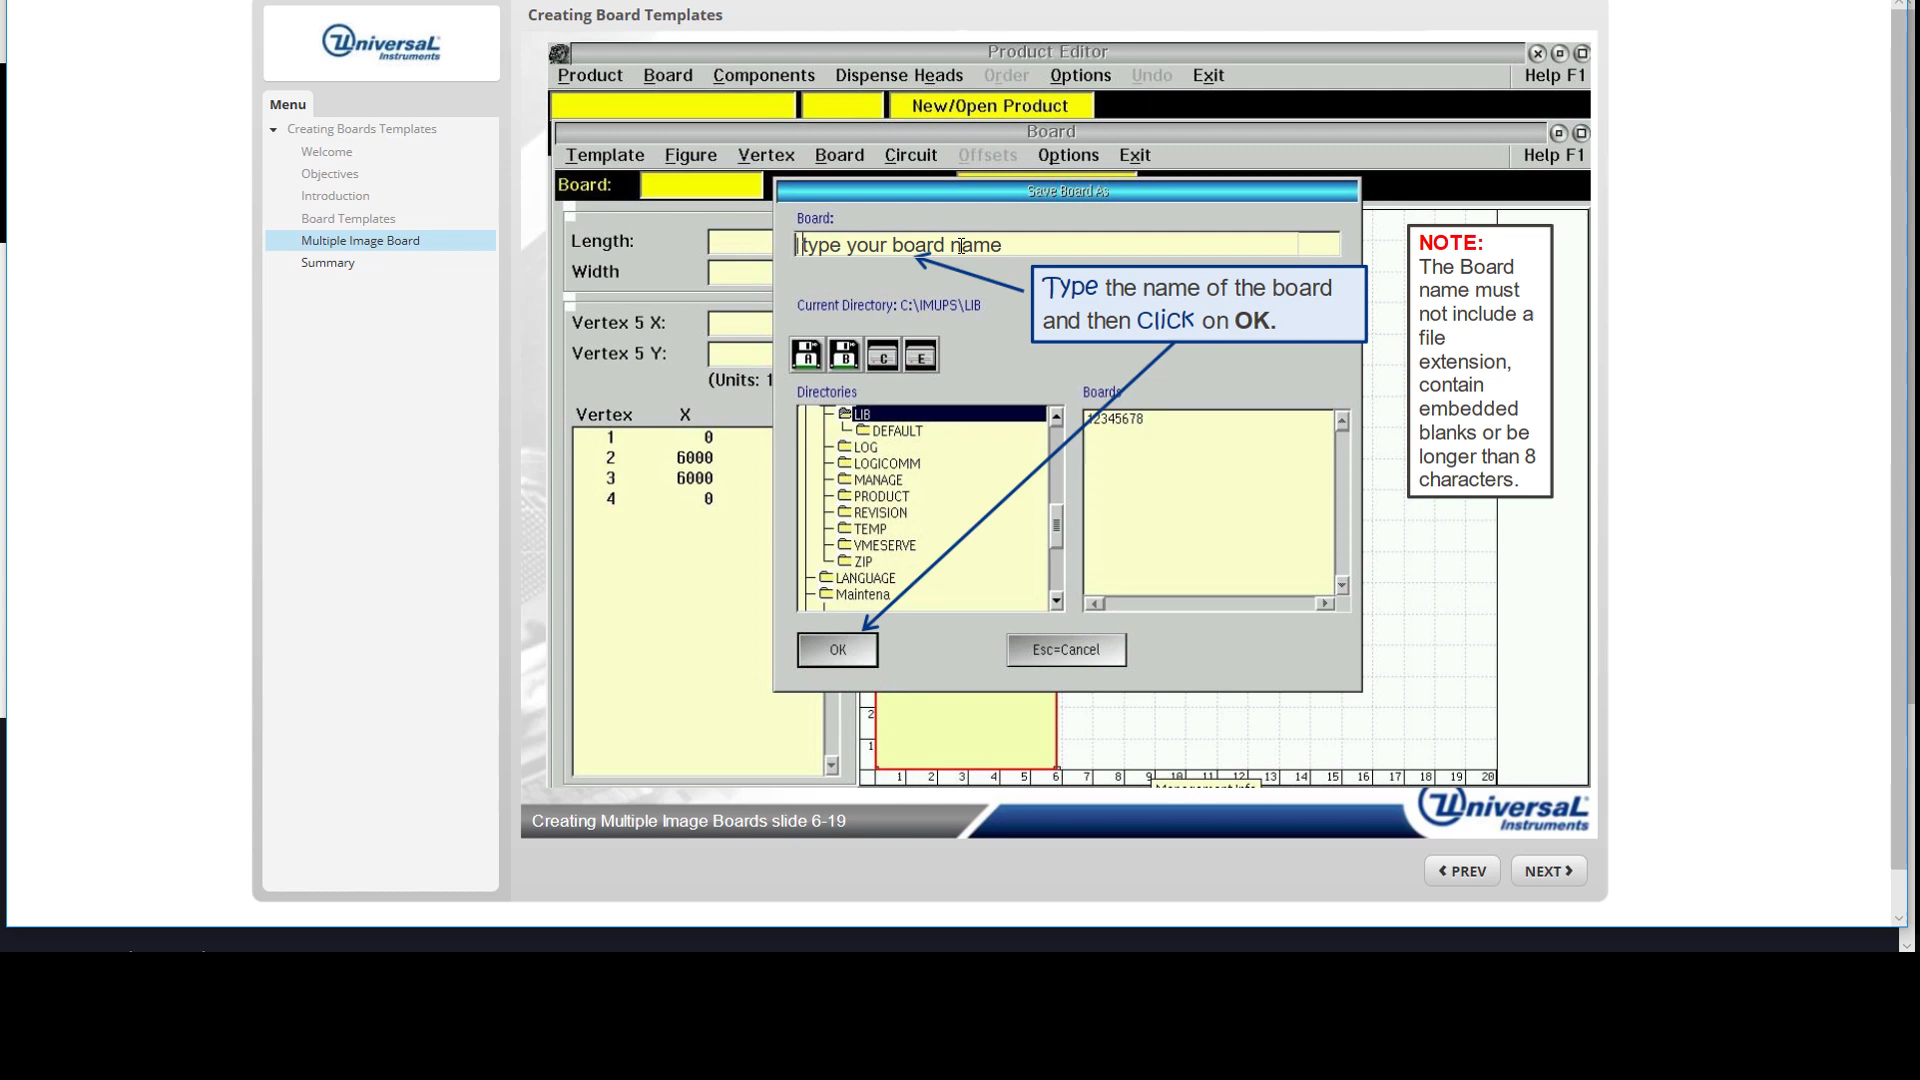 Creating Board Templates
Universal
Instruments
Menu
Creating Boards Templates
Welcome
Objectives
Introduction
Board Templates
Multiple Image Board
Summary
Product Editor
Product Board Components Dispense Heads Order Options Undo Exit Help F1
New/Open Product
Board
Template Figure Vertex Board Circuit Offsets Options Exit Help F1
Board:
Save Board As
Board:
type your board name
Length:
Width
Type the name of the board
and then Click on OK.
Current Directory: C:\IMUPS\LIB
Vertex 5 X:
Vertex 5 Y:
(Units: 1
A B C E
Directories
Boards
Vertex X
1 0
2 6000
3 6000
4 0
LIB
DEFAULT
LOG
LOGICOMM
MANAGE
PRODUCT
REVISION
TEMP
VMESERVE
ZIP
LANGUAGE
Maintena
12345678
OK
Esc=Cancel
NOTE:
The Board
name must
not include a
file
extension,
contain
embedded
blanks or be
longer than 8
characters.
2
1
1 2 3 4 5 6 7 8 9 10 11 12 13 14 15 16 17 18 19 20
Management Info
Creating Multiple Image Boards slide 6-19
Universal
Instruments
PREV
NEXT